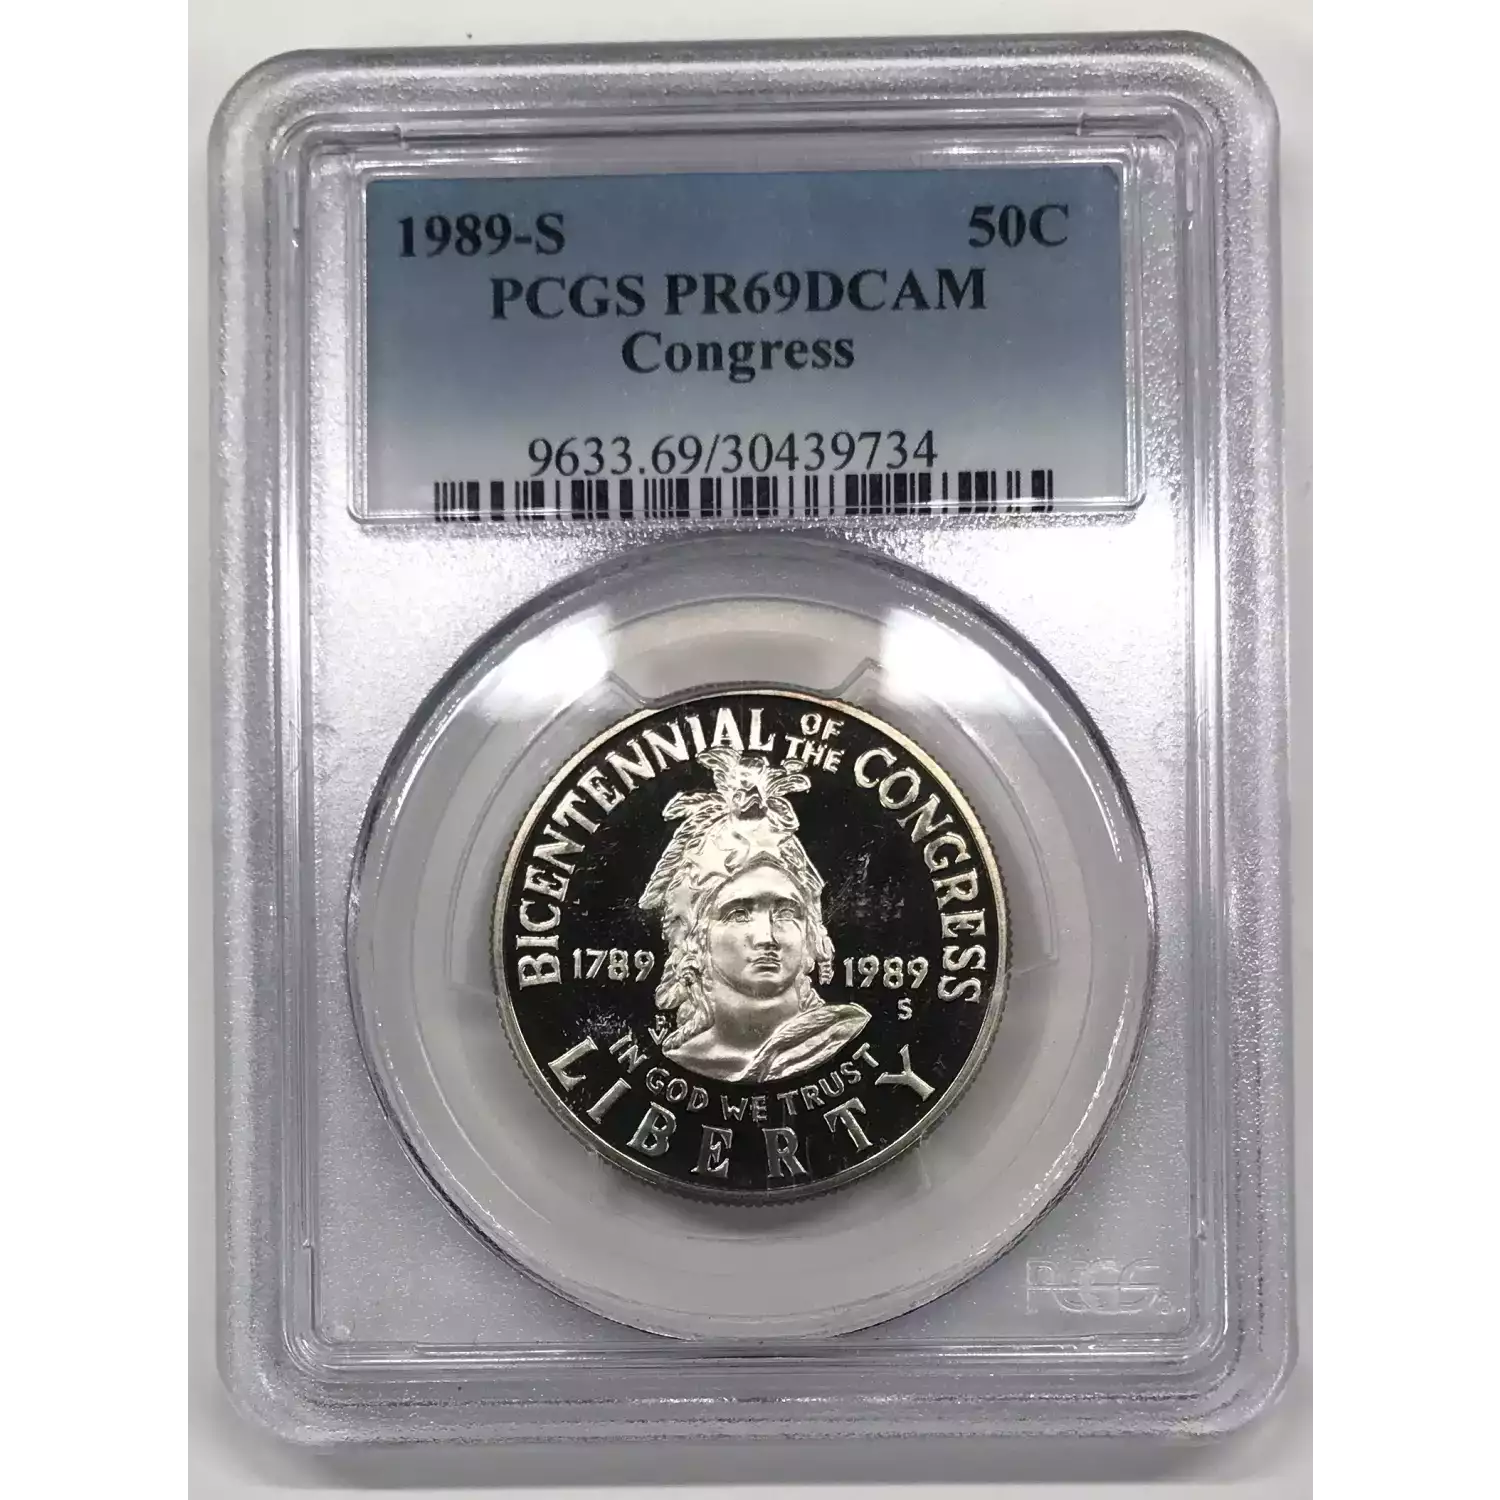 1989-S 50C
PCGS PR69DCAM
Congress
9633.69/30439734
BICENTENNIAL OF THE CONGRESS
1789 1989
S
IN GOD WE TRUST
LIBERTY
PCGS